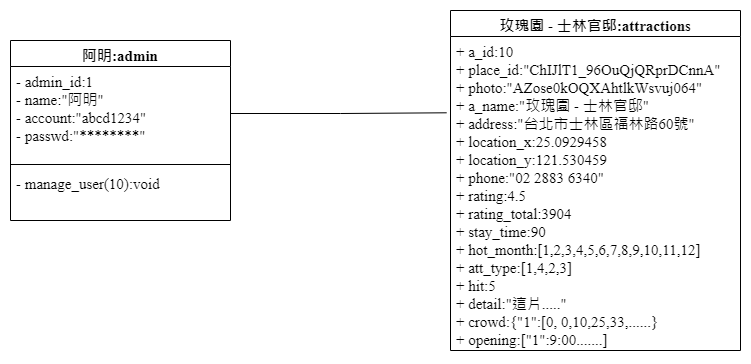 阿明:admin
- admin_id:1
- name:"阿明"
- account:"abcd1234"
- passwd:"********"
- manage_user(10):void
玫瑰園 - 士林官邸:attractions
+ a_id:10
+ place_id:"ChIJlT1_96OuQjQRprDCnnA"
+ photo:"AZose0kOQXAhtlkWsvuj064"
+ a_name:"玫瑰園 - 士林官邸"
+ address:"台北市士林區福林路60號"
+ location_x:25.0929458
+ location_y:121.530459
+ phone:"02 2883 6340"
+ rating:4.5
+ rating_total:3904
+ stay_time:90
+ hot_month:[1,2,3,4,5,6,7,8,9,10,11,12]
+ att_type:[1,4,2,3]
+ hit:5
+ detail:"這片....."
+ crowd:{"1":[0, 0,10,25,33,......}
+ opening:["1":9:00.......]